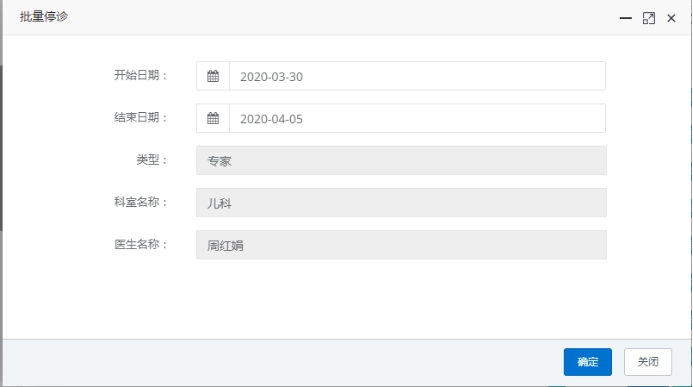 批量停诊
开始日期： 2020-03-30
结束日期： 2020-04-05
类型： 专家
科室名称： 儿科
医生名称： 周红娟
确定 关闭